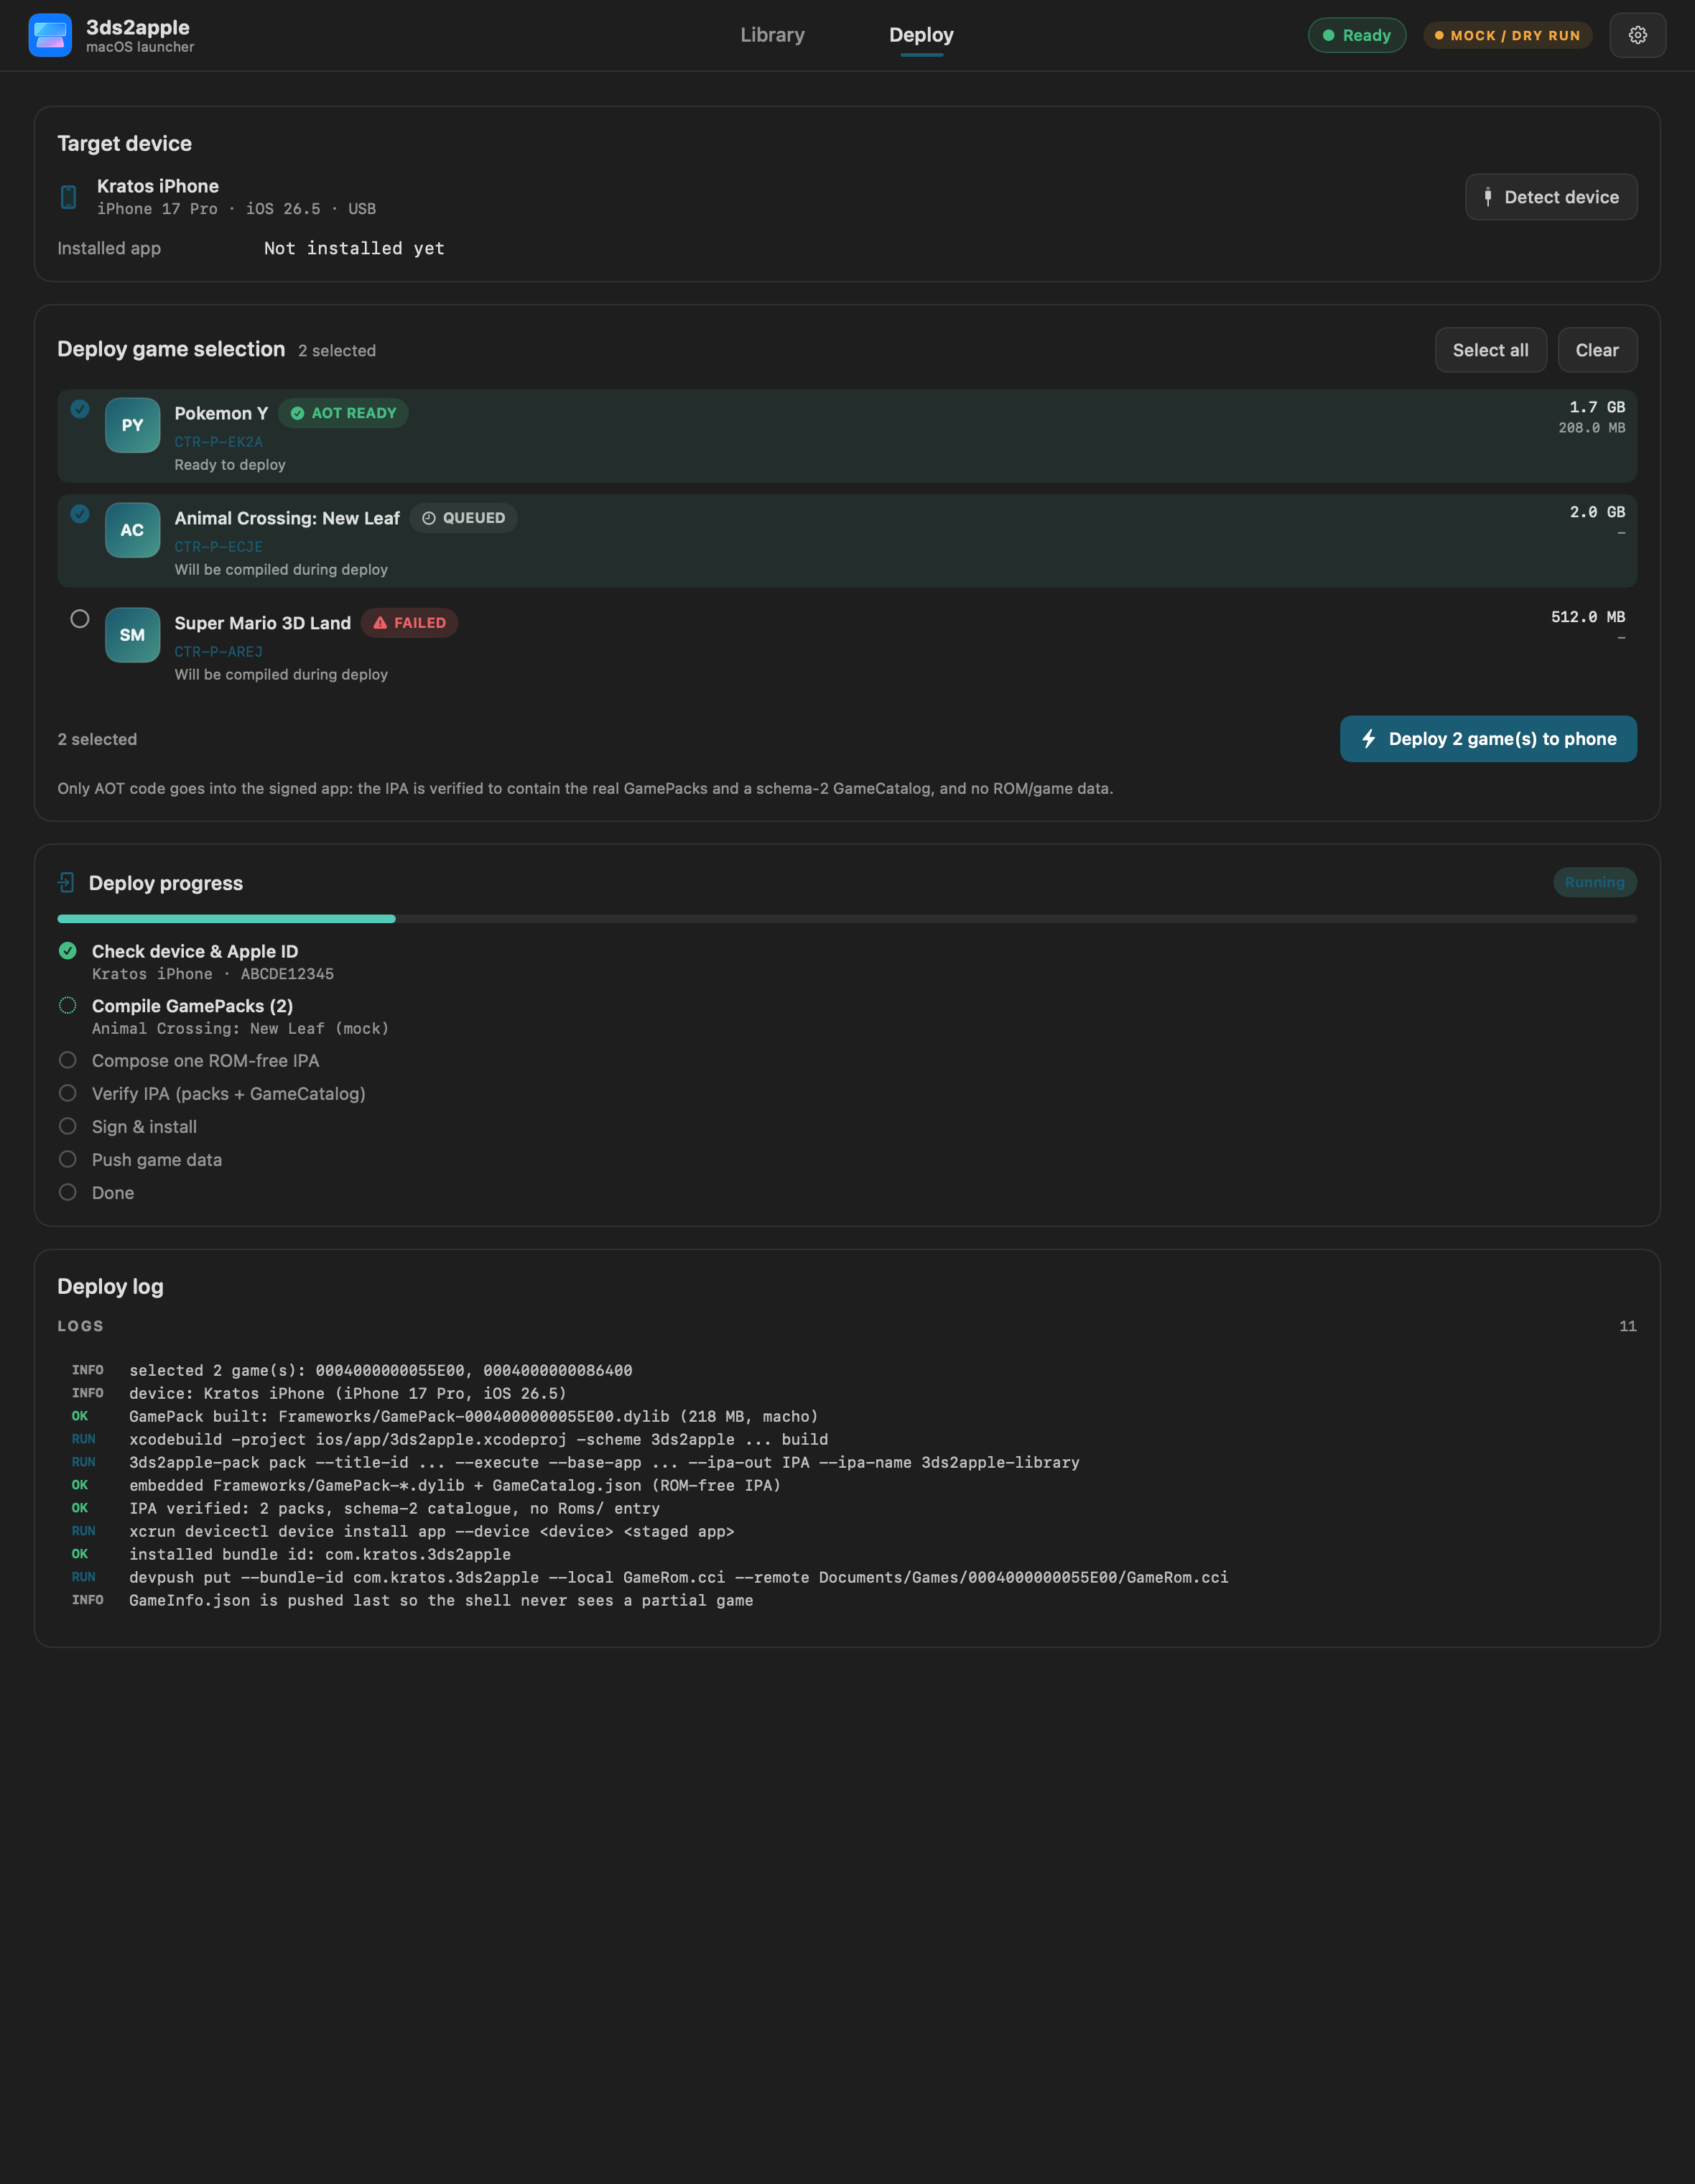 3ds2apple
macOS launcher
Library
Deploy
Ready
MOCK / DRY RUN
Target device
Kratos iPhone
iPhone 17 Pro · iOS 26.5 · USB
Detect device
Installed app
Not installed yet
Deploy game selection
2 selected
Select all
Clear
PY
Pokemon Y
AOT READY
CTR-P-EK2A
Ready to deploy
1.7 GB
208.0 MB
AC
Animal Crossing: New Leaf
QUEUED
CTR-P-ECJE
Will be compiled during deploy
2.0 GB
–
SM
Super Mario 3D Land
FAILED
CTR-P-AREJ
Will be compiled during deploy
512.0 MB
–
2 selected
Deploy 2 game(s) to phone
Only AOT code goes into the signed app: the IPA is verified to contain the real GamePacks and a schema-2 GameCatalog, and no ROM/game data.
Deploy progress
Running
Check device & Apple ID
Kratos iPhone · ABCDE12345
Compile GamePacks (2)
Animal Crossing: New Leaf (mock)
Compose one ROM-free IPA
Verify IPA (packs + GameCatalog)
Sign & install
Push game data
Done
Deploy log
LOGS
11
INFO selected 2 game(s): 0004000000055E00, 0004000000086400
INFO device: Kratos iPhone (iPhone 17 Pro, iOS 26.5)
OK GamePack built: Frameworks/GamePack-0004000000055E00.dylib (218 MB, macho)
RUN xcodebuild -project ios/app/3ds2apple.xcodeproj -scheme 3ds2apple ... build
RUN 3ds2apple-pack pack --title-id ... --execute --base-app ... --ipa-out IPA --ipa-name 3ds2apple-library
OK embedded Frameworks/GamePack-*.dylib + GameCatalog.json (ROM-free IPA)
OK IPA verified: 2 packs, schema-2 catalogue, no Roms/ entry
RUN xcrun devicectl device install app --device <device> <staged app>
OK installed bundle id: com.kratos.3ds2apple
RUN devpush put --bundle-id com.kratos.3ds2apple --local GameRom.cci --remote Documents/Games/0004000000055E00/GameRom.cci
INFO GameInfo.json is pushed last so the shell never sees a partial game